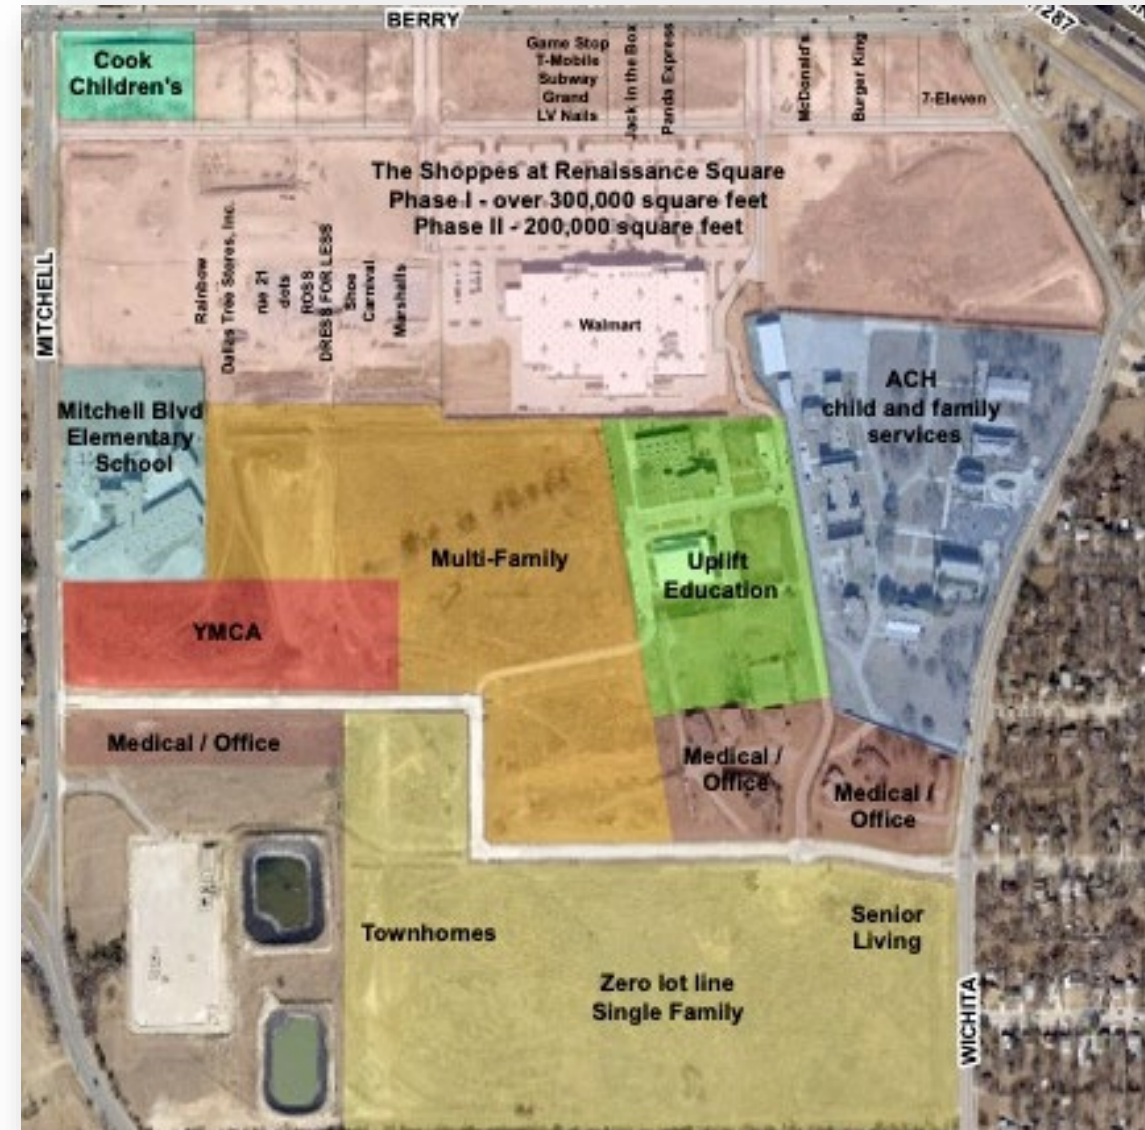 BERRY
287
Cook
Children's
Game Stop
T-Mobile
Subway
Grand
LV Nails
Jack in the Box
Panda Express
McDonald's
Burger King
7-Eleven
The Shoppes at Renaissance Square
Phase I - over 300,000 square feet
Phase II - 200,000 square feet
MITCHELL
Rainbow
Dallas Tree Stores, Inc.
rue 21
dots
ROSS
DRESS FOR LESS
Shoe
Carnival
Marshalls
Walmart
Mitchell Blvd
Elementary
School
ACH
child and family
services
Multi-Family
Uplift
Education
YMCA
Medical / Office
Medical /
Office
Medical /
Office
Townhomes
Senior
Living
Zero lot line
Single Family
WICHITA